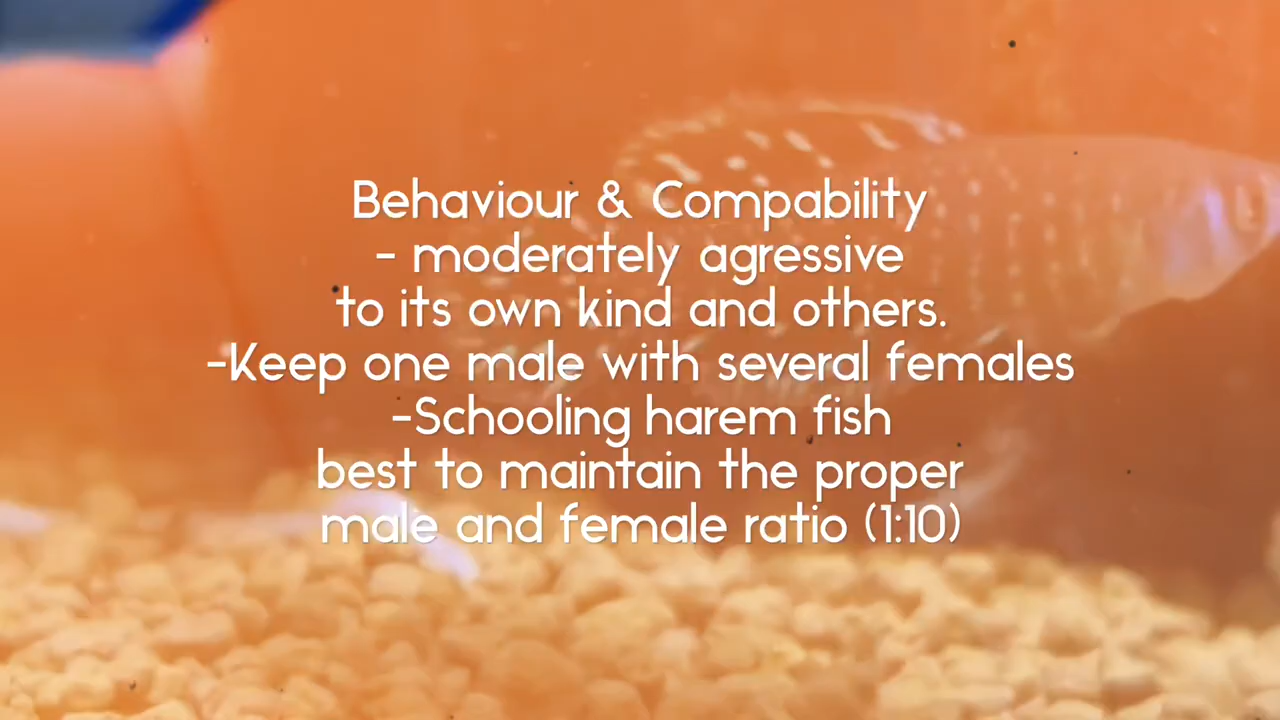 Behaviour & Compability
- moderately agressive
to its own kind and others.
-Keep one male with several females
-Schooling harem fish
best to maintain the proper
male and female ratio (1:10)